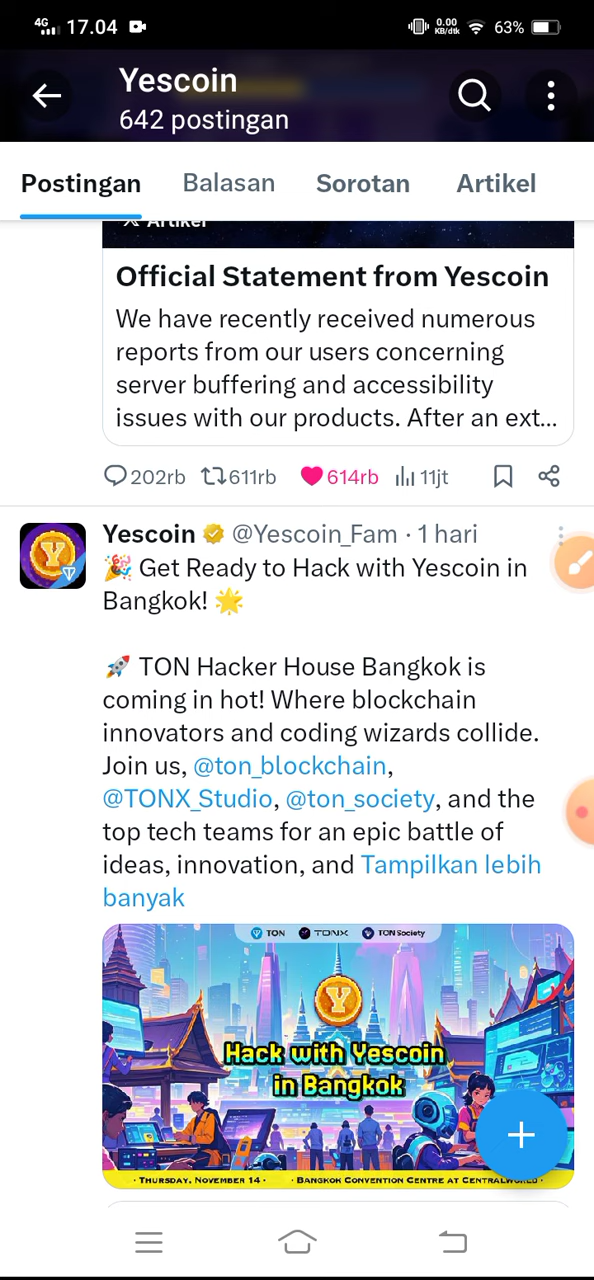 4G 17.04 0.00 KB/dtk 63%
Yescoin
642 postingan
Postingan Balasan Sorotan Artikel
Artikel
Official Statement from Yescoin
We have recently received numerous
reports from our users concerning
server buffering and accessibility
issues with our products. After an ext...
202rb 611rb 614rb 11jt
Yescoin @Yescoin_Fam · 1 hari
🎉 Get Ready to Hack with Yescoin in
Bangkok! 🌟
🚀 TON Hacker House Bangkok is
coming in hot! Where blockchain
innovators and coding wizards collide.
Join us, @ton_blockchain,
@TONX_Studio, @ton_society, and the
top tech teams for an epic battle of
ideas, innovation, and Tampilkan lebih
banyak
TON TONX TON Society
Y
Hack with Yescoin
in Bangkok
· Thursday, November 14 · · Bangkok Convention Centre at CentralWorld ·